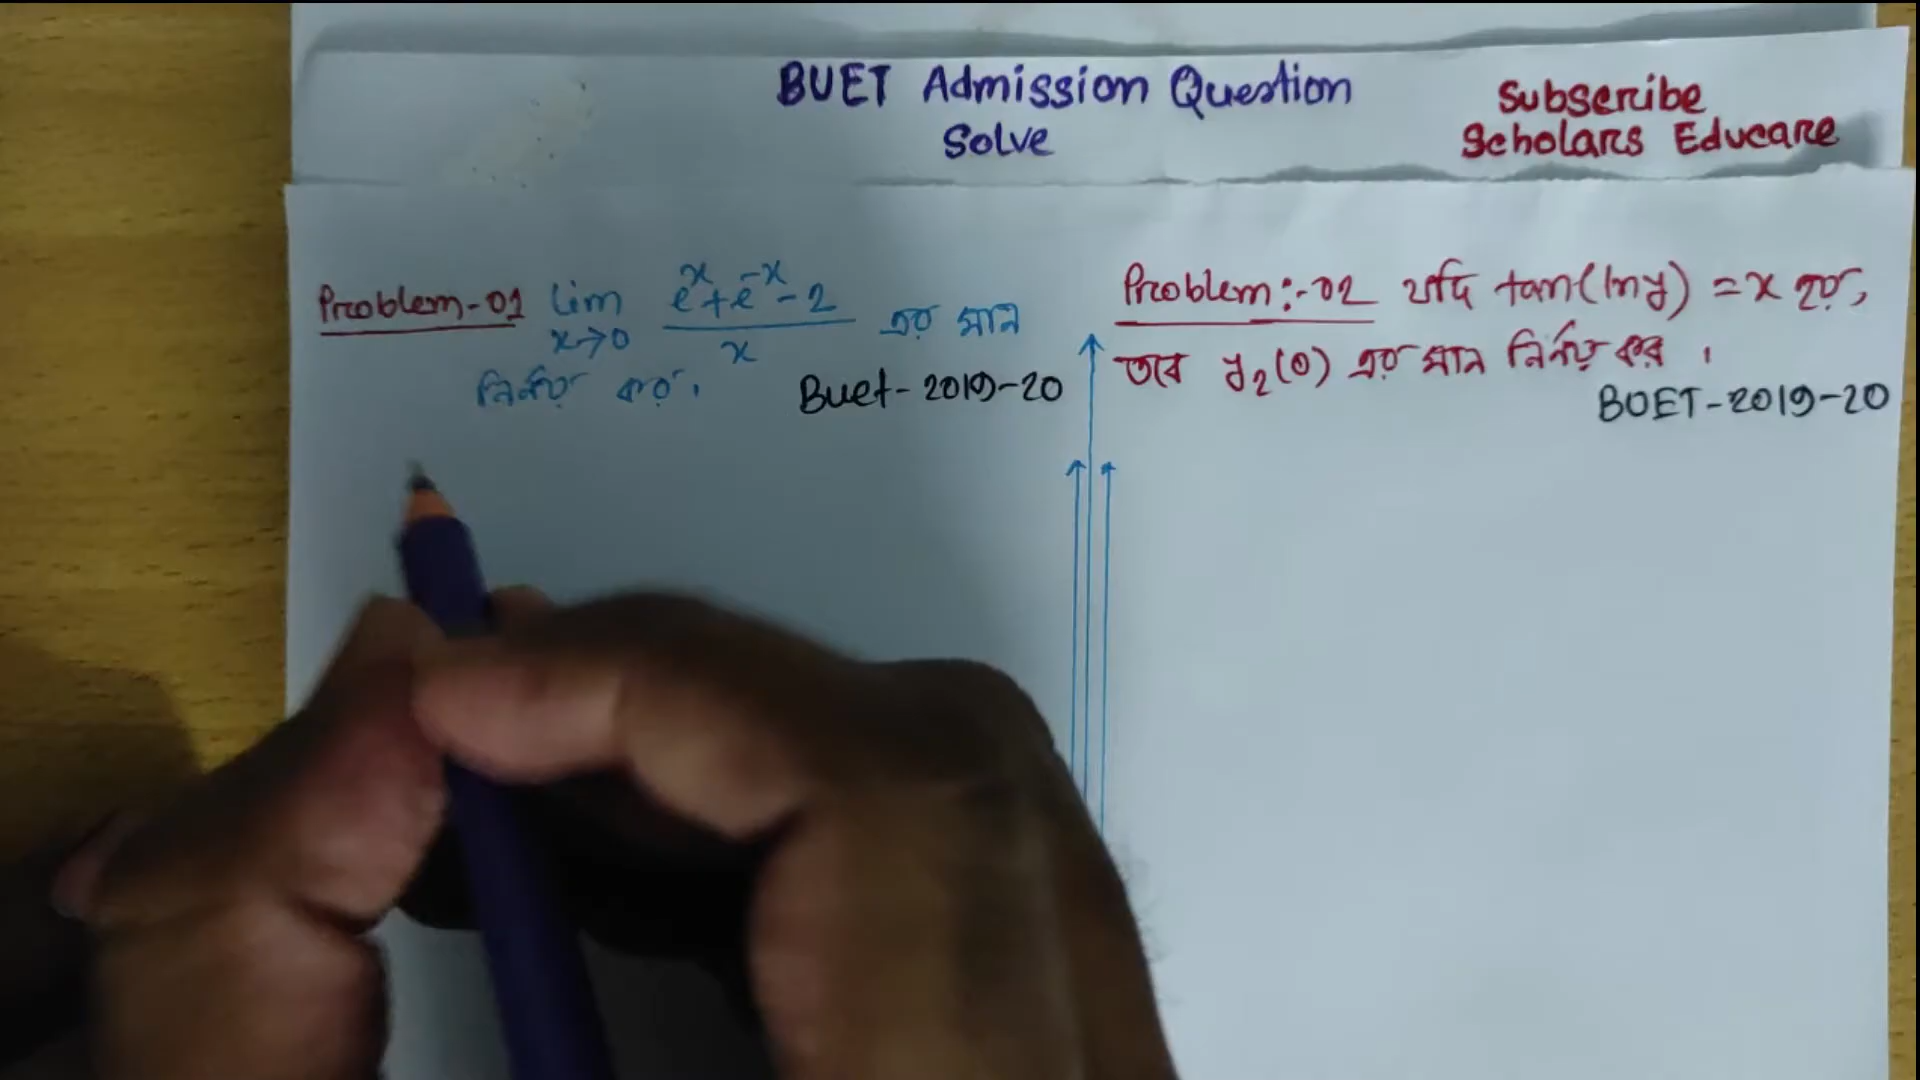 BUET Admission Question
Solve
Subscribe
Scholars Educare
Problem-01 lim x→0 (e^x + e^-x - 2) / x এর মান
নির্ণয় কর।
Buet-2019-20
Problem:-02 যদি tan(lny) = x হয়,
তবে y₂(0) এর মান নির্ণয় কর।
BUET-2019-20